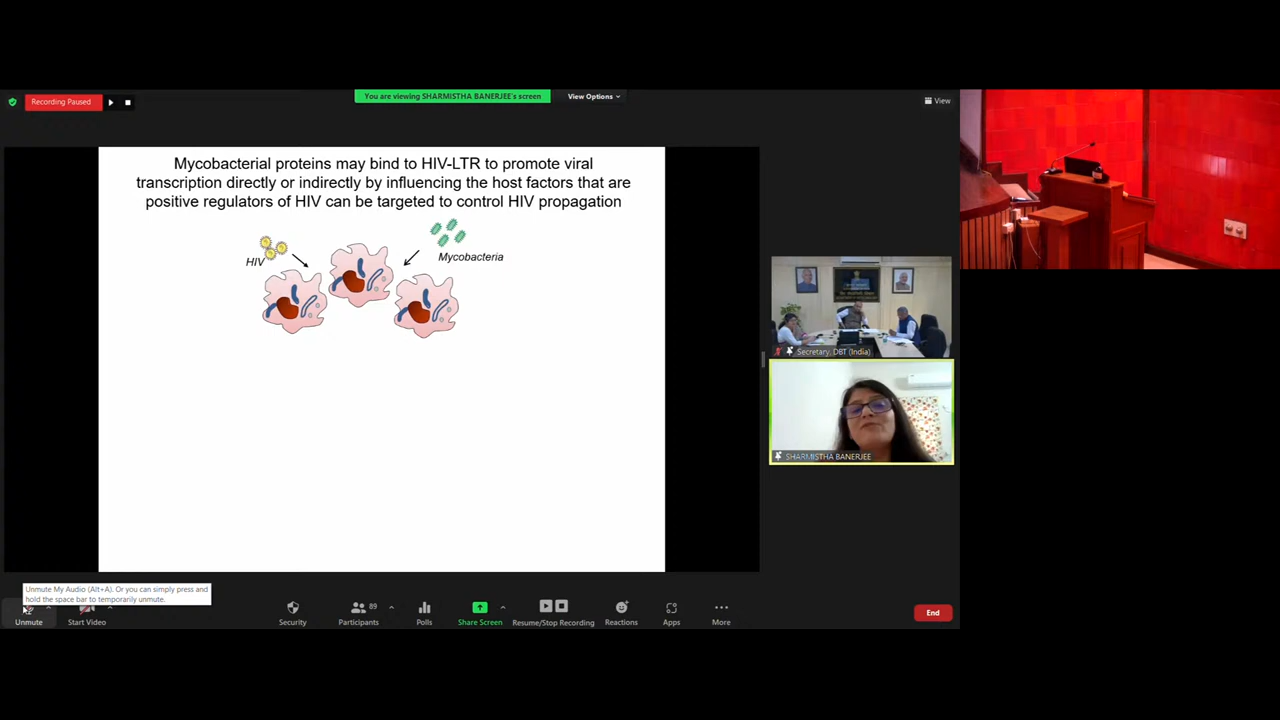 Recording Paused
You are viewing SHARMISTHA BANERJEE's screen
View Options
View
Mycobacterial proteins may bind to HIV-LTR to promote viral
transcription directly or indirectly by influencing the host factors that are
positive regulators of HIV can be targeted to control HIV propagation
HIV
Mycobacteria
Secretary, DBT (India)
SHARMISTHA BANERJEE
Unmute My Audio (Alt+A). Or you can simply press and
hold the space bar to temporarily unmute.
Unmute
Start Video
Security
Participants
89
Polls
Share Screen
Resume/Stop Recording
Reactions
Apps
More
End